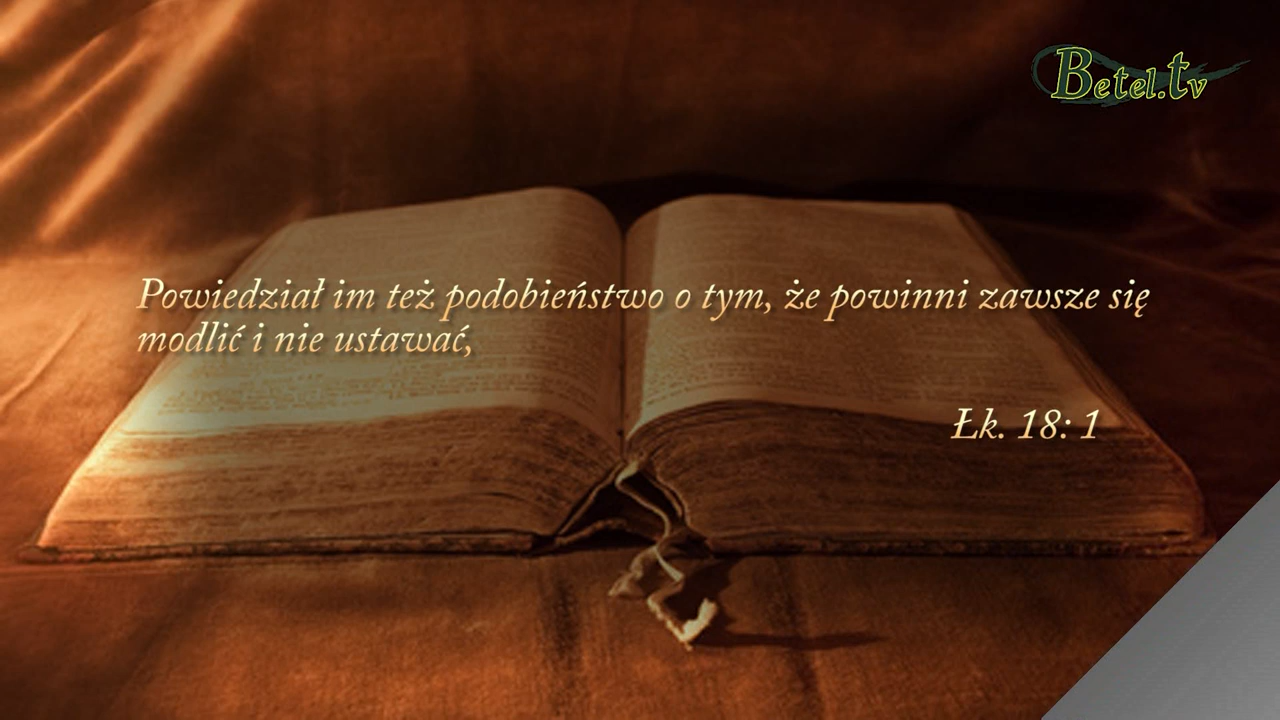 Betel.tv
Powiedział im też podobieństwo o tym, że powinni zawsze się
modlić i nie ustawać,
Łk. 18: 1